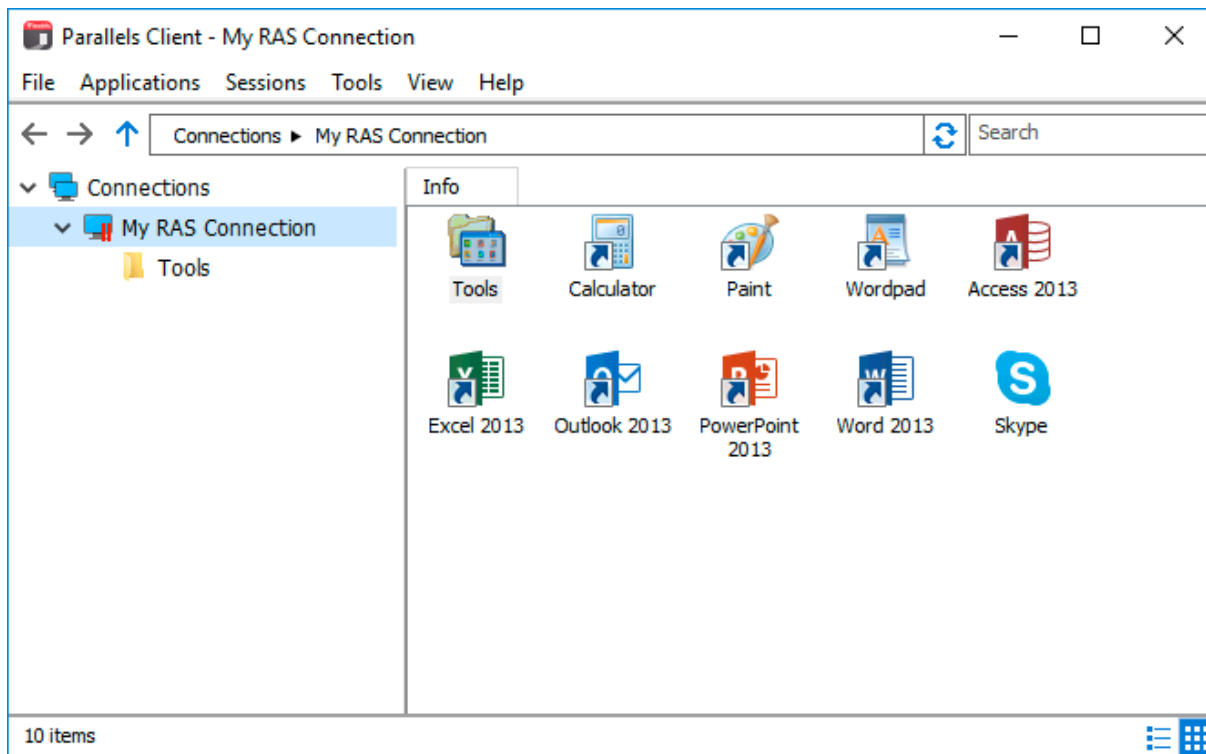 Parallels Client - My RAS Connection
File Applications Sessions Tools View Help
Connections ▸ My RAS Connection
Search
Connections
My RAS Connection
Tools
Info
Tools Calculator Paint Wordpad Access 2013
Excel 2013 Outlook 2013 PowerPoint 2013 Word 2013 Skype
10 items